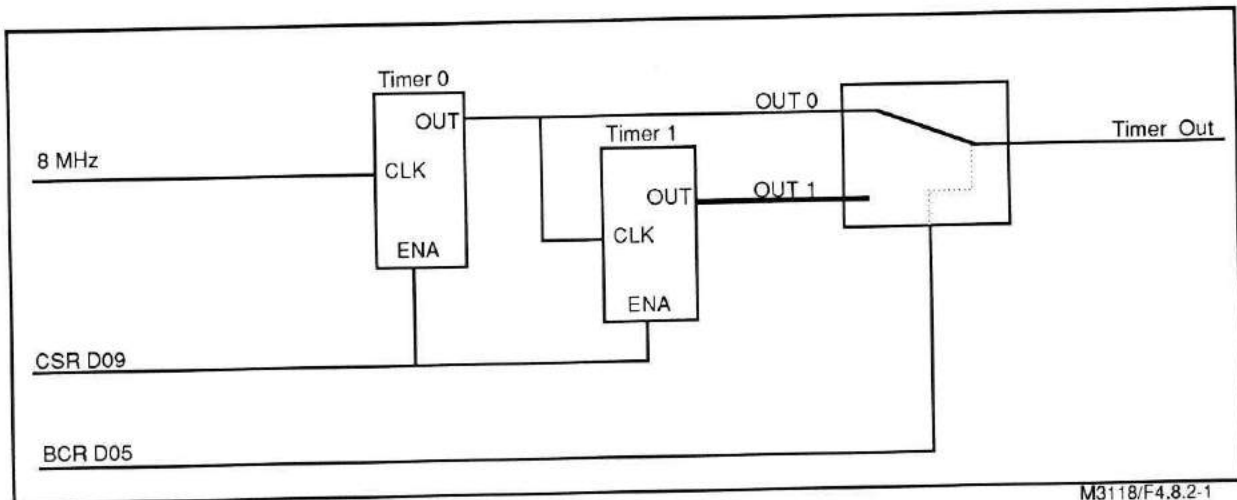 Timer 0
OUT
OUT 0
Timer Out
Timer 1
8 MHz
CLK
OUT
OUT 1
CLK
ENA
ENA
CSR D09
BCR D05
M3118/F4.8.2-1